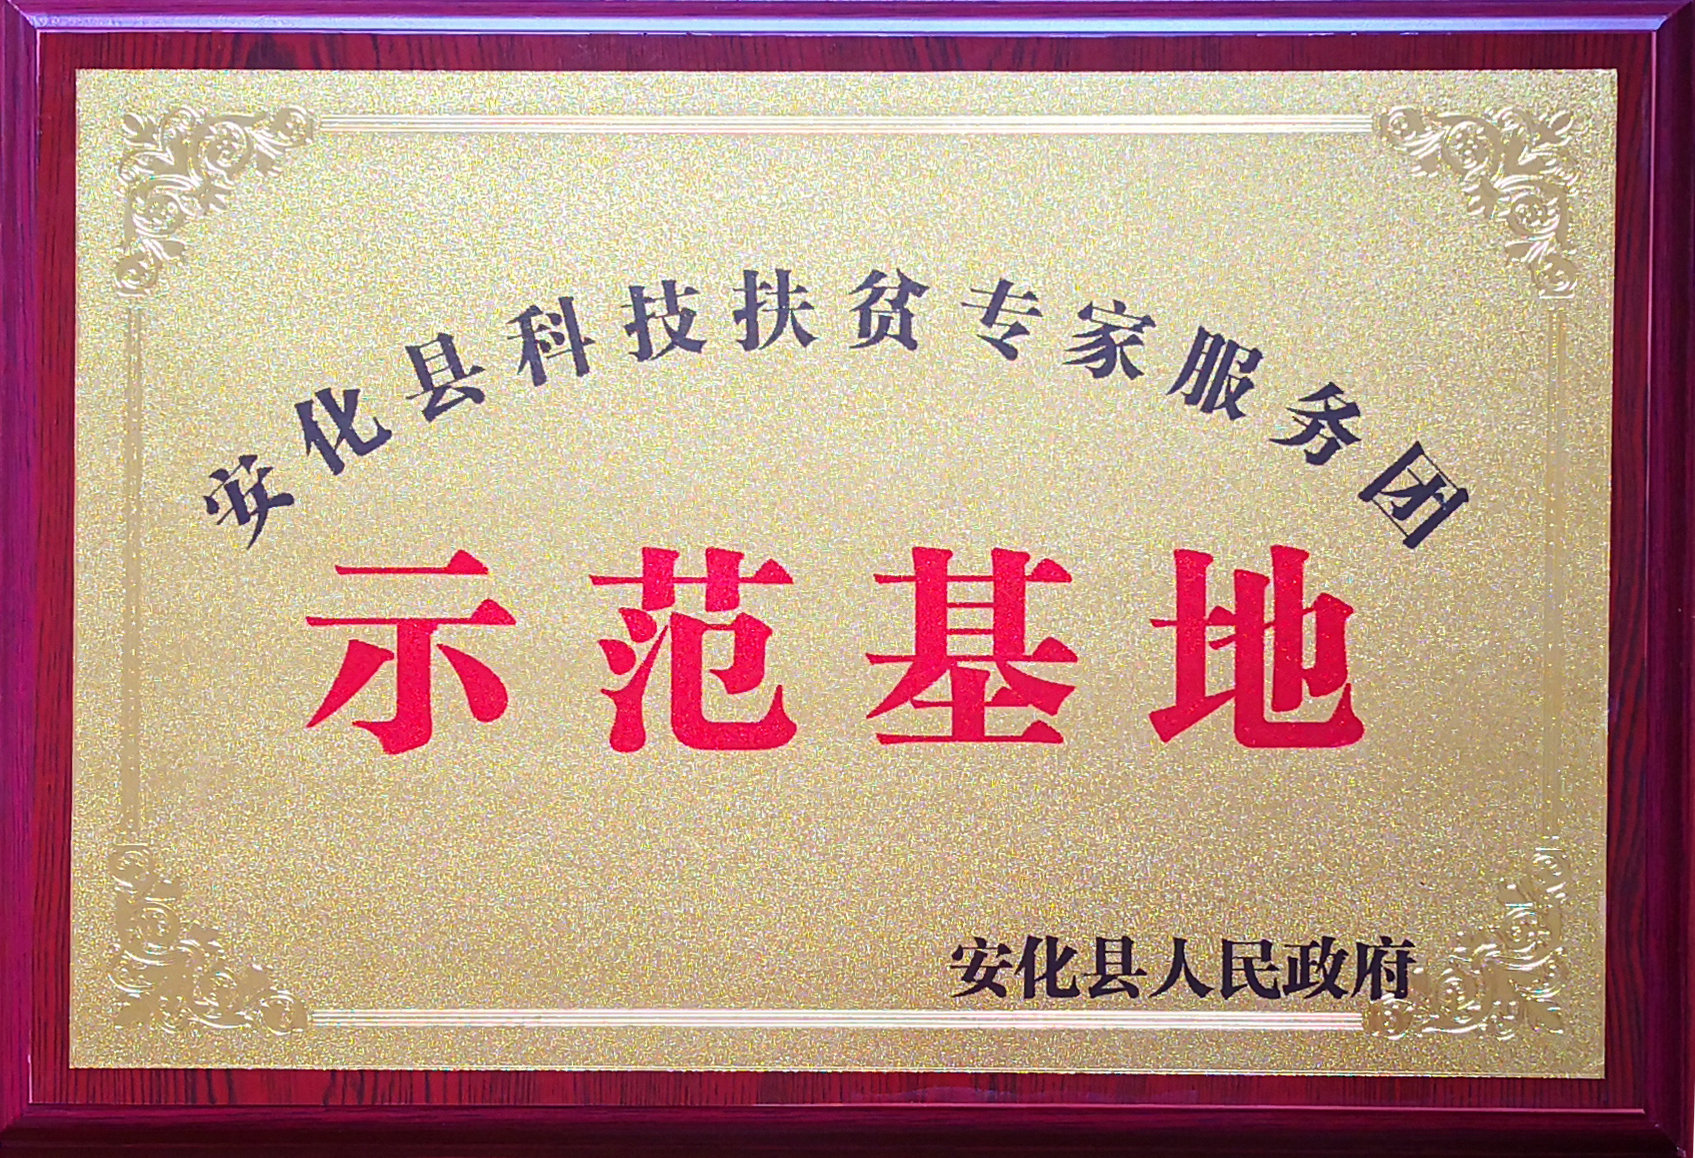 安化县科技扶贫专家服务团
示范基地
安化县人民政府